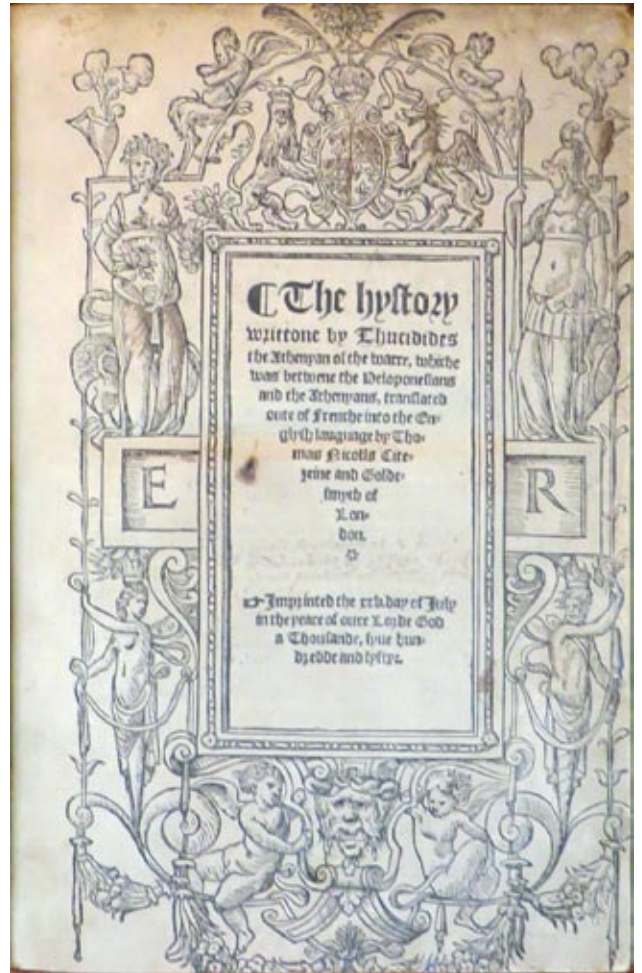 ¶ The hystory
writtone by Thucidides
the Athenyan of the warre, whiche
was betwene the Peloponesians
and the Athenyans, translated
oute of Frenche into the En-
glysh language by Tho-
mas Nicolls Cite-
zeine and Golde-
smyth of
Lon-
don.
E
R
☞ Imprinted the xxv. day of July
in the yeare of oure Lorde God
a Thousande, fyue hun-
dredde and fyftye.